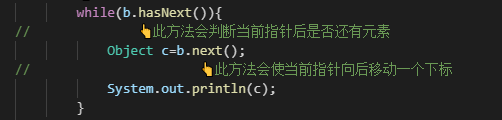 while(b.hasNext()){
// 👆此方法会判断当前指针后是否还有元素
Object c=b.next();
// 👆此方法会使当前指针向后移动一个下标
System.out.println(c);
}